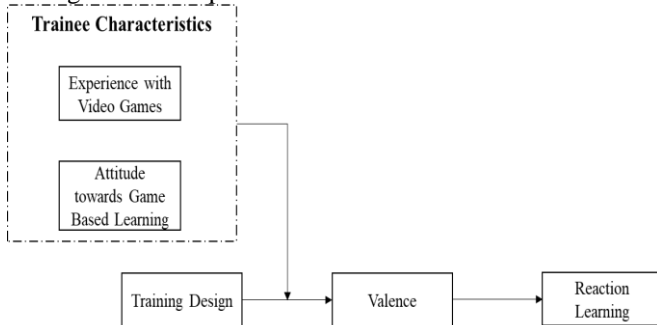 Trainee Characteristics
Experience with
Video Games
Attitude
towards Game
Based Learning
Training Design
Valence
Reaction
Learning